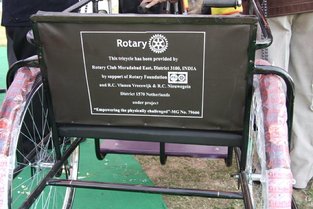 Rotary
This tricycle has been provided by
Rotary Club Moradabad East, District 3100, INDIA
by support of Rotary Foundation
and R.C. Vianen Vreeswijk & R.C. Nieuwegein
District 1570 Netherlands
under project
"Empowering the physically challenged"-MG No. 75606